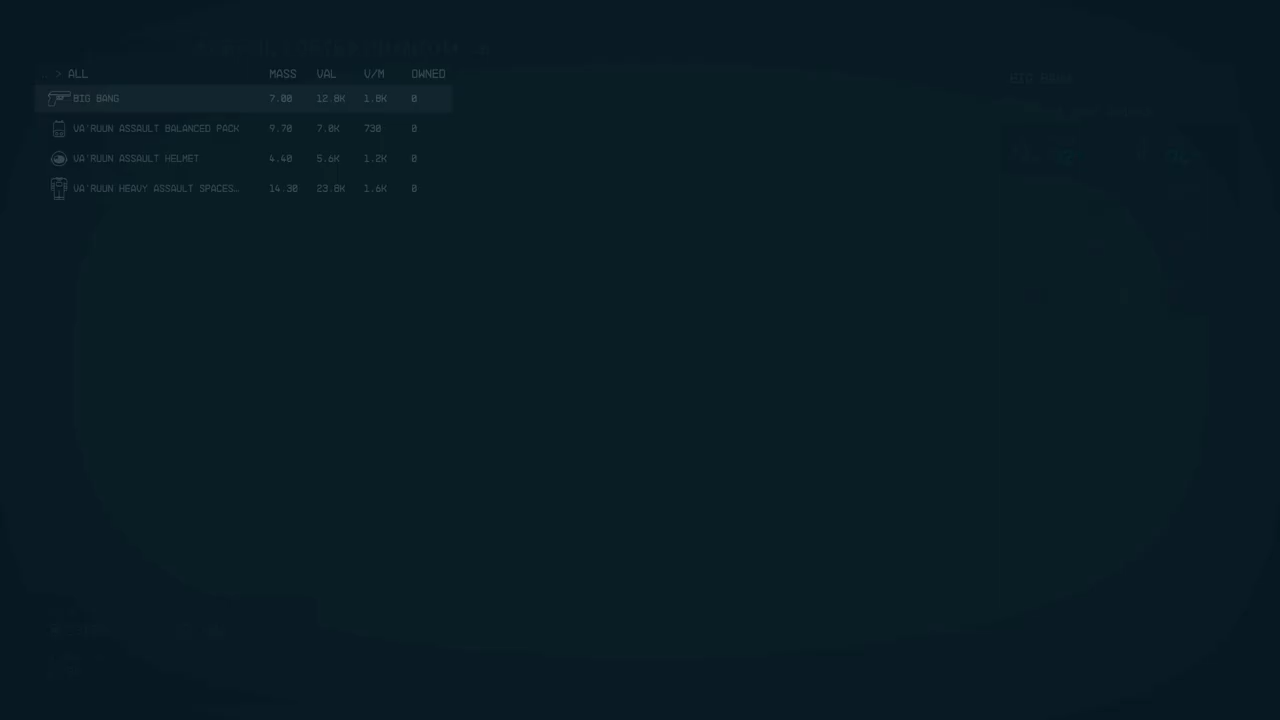 > ALL MASS VAL V/M OWNED
BIG BANG 7.00 12.8K 1.8K 0
VA'RUUN ASSAULT BALANCED PACK 9.70 7.0K 730 0
VA'RUUN ASSAULT HELMET 4.40 5.6K 1.2K 0
VA'RUUN HEAVY ASSAULT SPACES… 14.30 23.8K 1.6K 0
BIG BANG